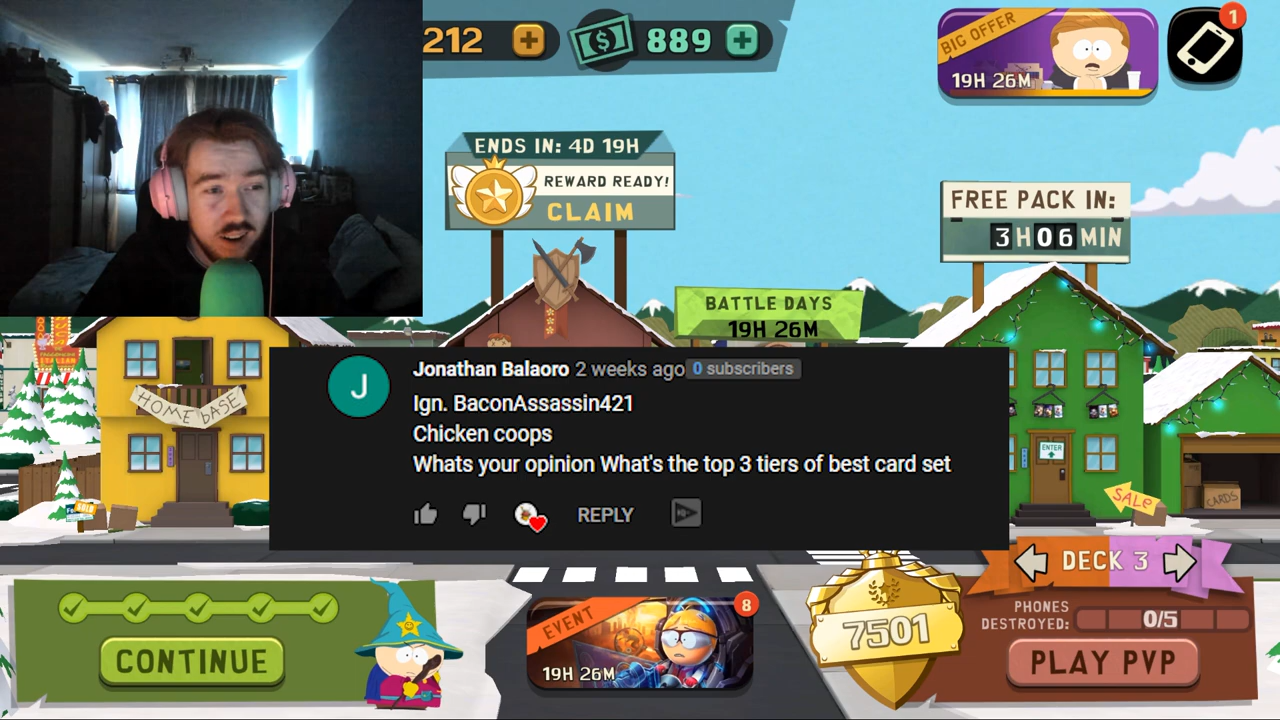 212
889
BIG OFFER
19H 26M
1
ENDS IN: 4D 19H
REWARD READY!
CLAIM
FREE PACK IN:
3H06MIN
BATTLE DAYS
19H 26M
HOME BASE
Jonathan Balaoro 2 weeks ago 0 subscribers
J
Ign. BaconAssassin421
Chicken coops
Whats your opinion What's the top 3 tiers of best card set
REPLY
ENTER
SALE
CARDS
SOLD
DECK 3
PHONES
DESTROYED: 0/5
PLAY PVP
7501
EVENT
8
19H 26M
CONTINUE